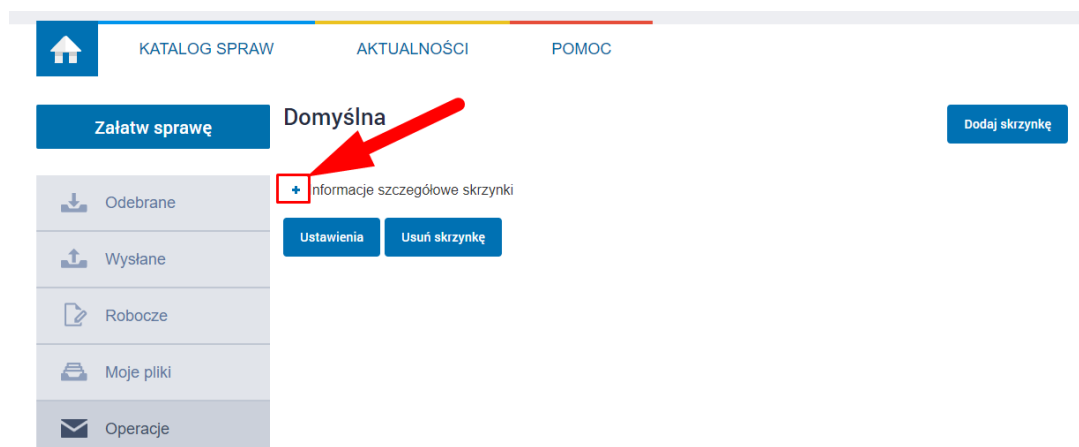 KATALOG SPRAW AKTUALNOŚCI POMOC
Załatw sprawę
Domyślna
Dodaj skrzynkę
+ nformacje szczegółowe skrzynki
Ustawienia Usuń skrzynkę
Odebrane
Wysłane
Robocze
Moje pliki
Operacje